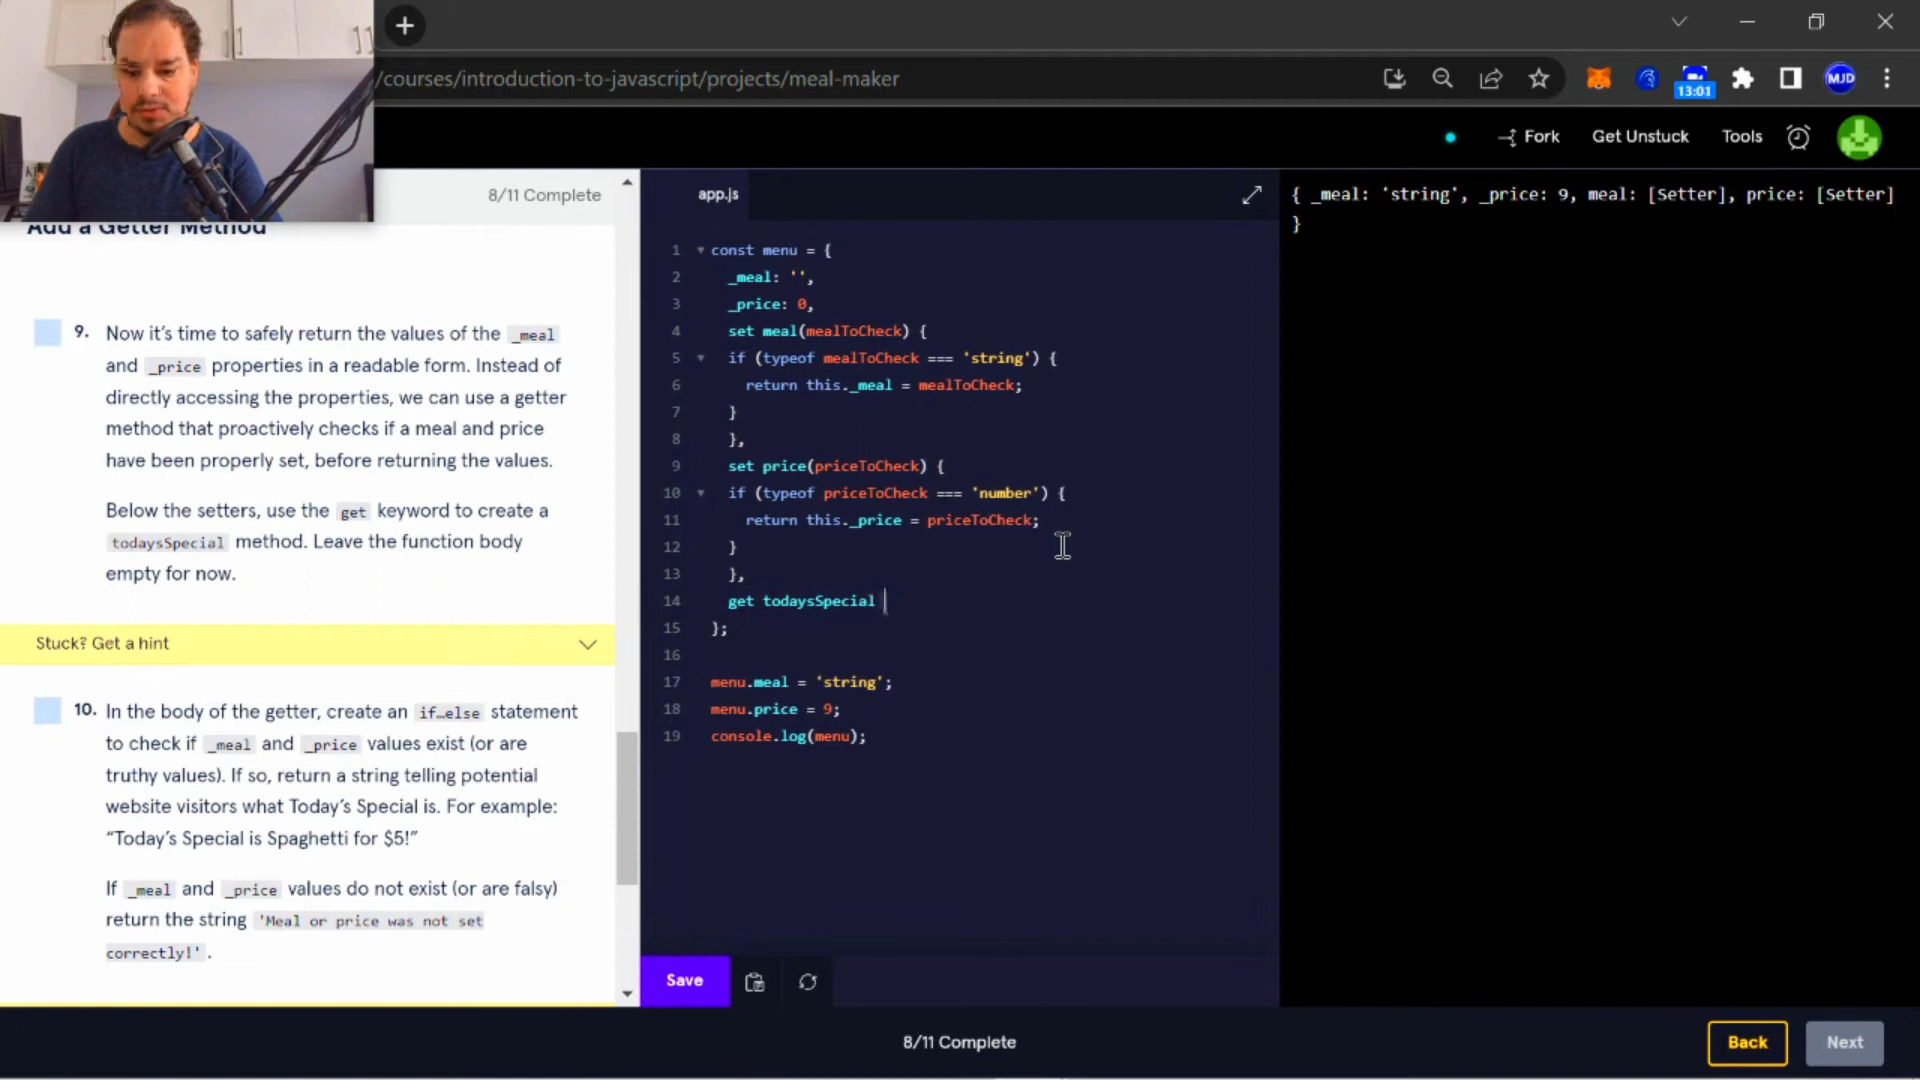 /courses/introduction-to-javascript/projects/meal-maker
13:01
MJD
Fork
Get Unstuck
Tools
8/11 Complete
Add a Getter Method
9. Now it's time to safely return the values of the _meal
and _price properties in a readable form. Instead of
directly accessing the properties, we can use a getter
method that proactively checks if a meal and price
have been properly set, before returning the values.
Below the setters, use the get keyword to create a
todaysSpecial method. Leave the function body
empty for now.
Stuck? Get a hint
10. In the body of the getter, create an if…else statement
to check if _meal and _price values exist (or are
truthy values). If so, return a string telling potential
website visitors what Today's Special is. For example:
“Today's Special is Spaghetti for $5!”
If _meal and _price values do not exist (or are falsy)
return the string 'Meal or price was not set
correctly!'.
app.js
1 const menu = {
2 _meal: '',
3 _price: 0,
4 set meal(mealToCheck) {
5 if (typeof mealToCheck === 'string') {
6 return this._meal = mealToCheck;
7 }
8 },
9 set price(priceToCheck) {
10 if (typeof priceToCheck === 'number') {
11 return this._price = priceToCheck;
12 }
13 },
14 get todaysSpecial
15 };
16
17 menu.meal = 'string';
18 menu.price = 9;
19 console.log(menu);
Save
{ _meal: 'string', _price: 9, meal: [Setter], price: [Setter]
}
8/11 Complete
Back
Next